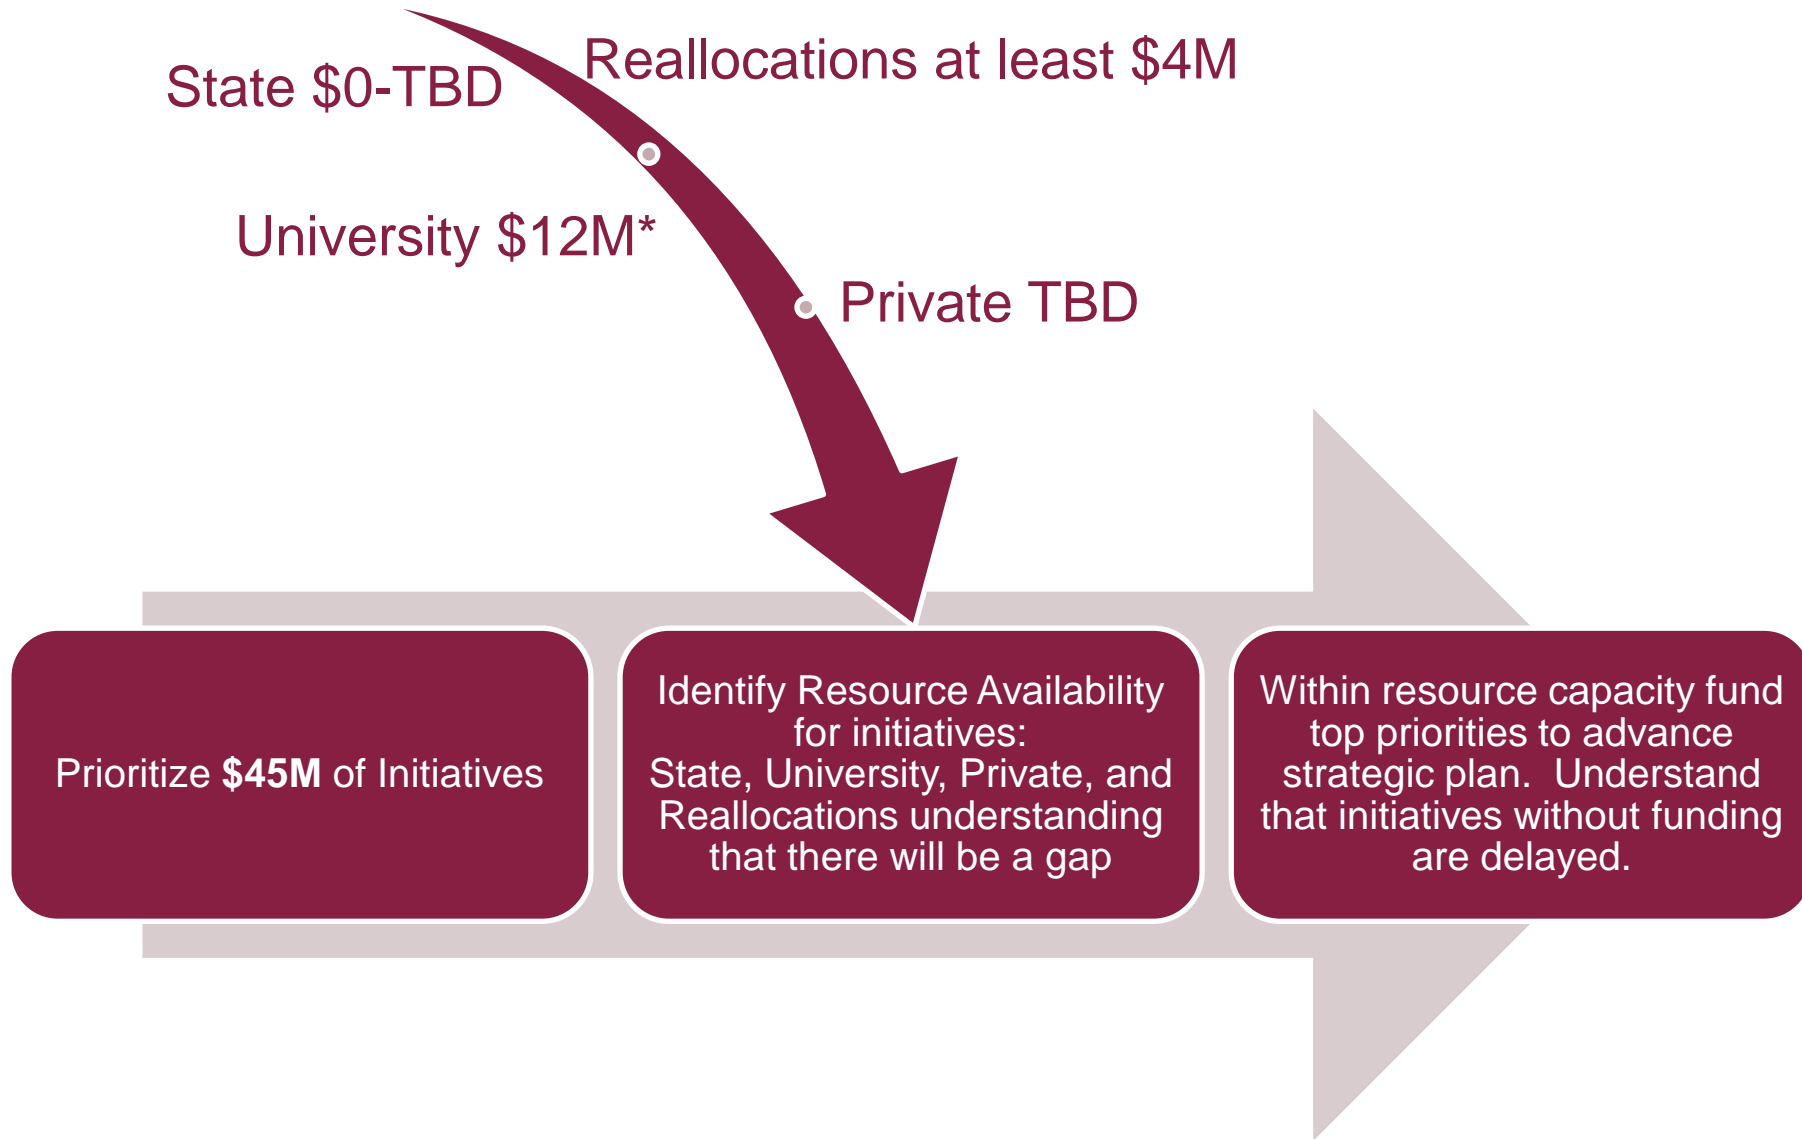 Reallocations at least $4M
State $0-TBD
University $12M*
Private TBD
Prioritize $45M of Initiatives
Identify Resource Availability
for initiatives:
State, University, Private, and
Reallocations understanding
that there will be a gap
Within resource capacity fund
top priorities to advance
strategic plan.  Understand
that initiatives without funding
are delayed.